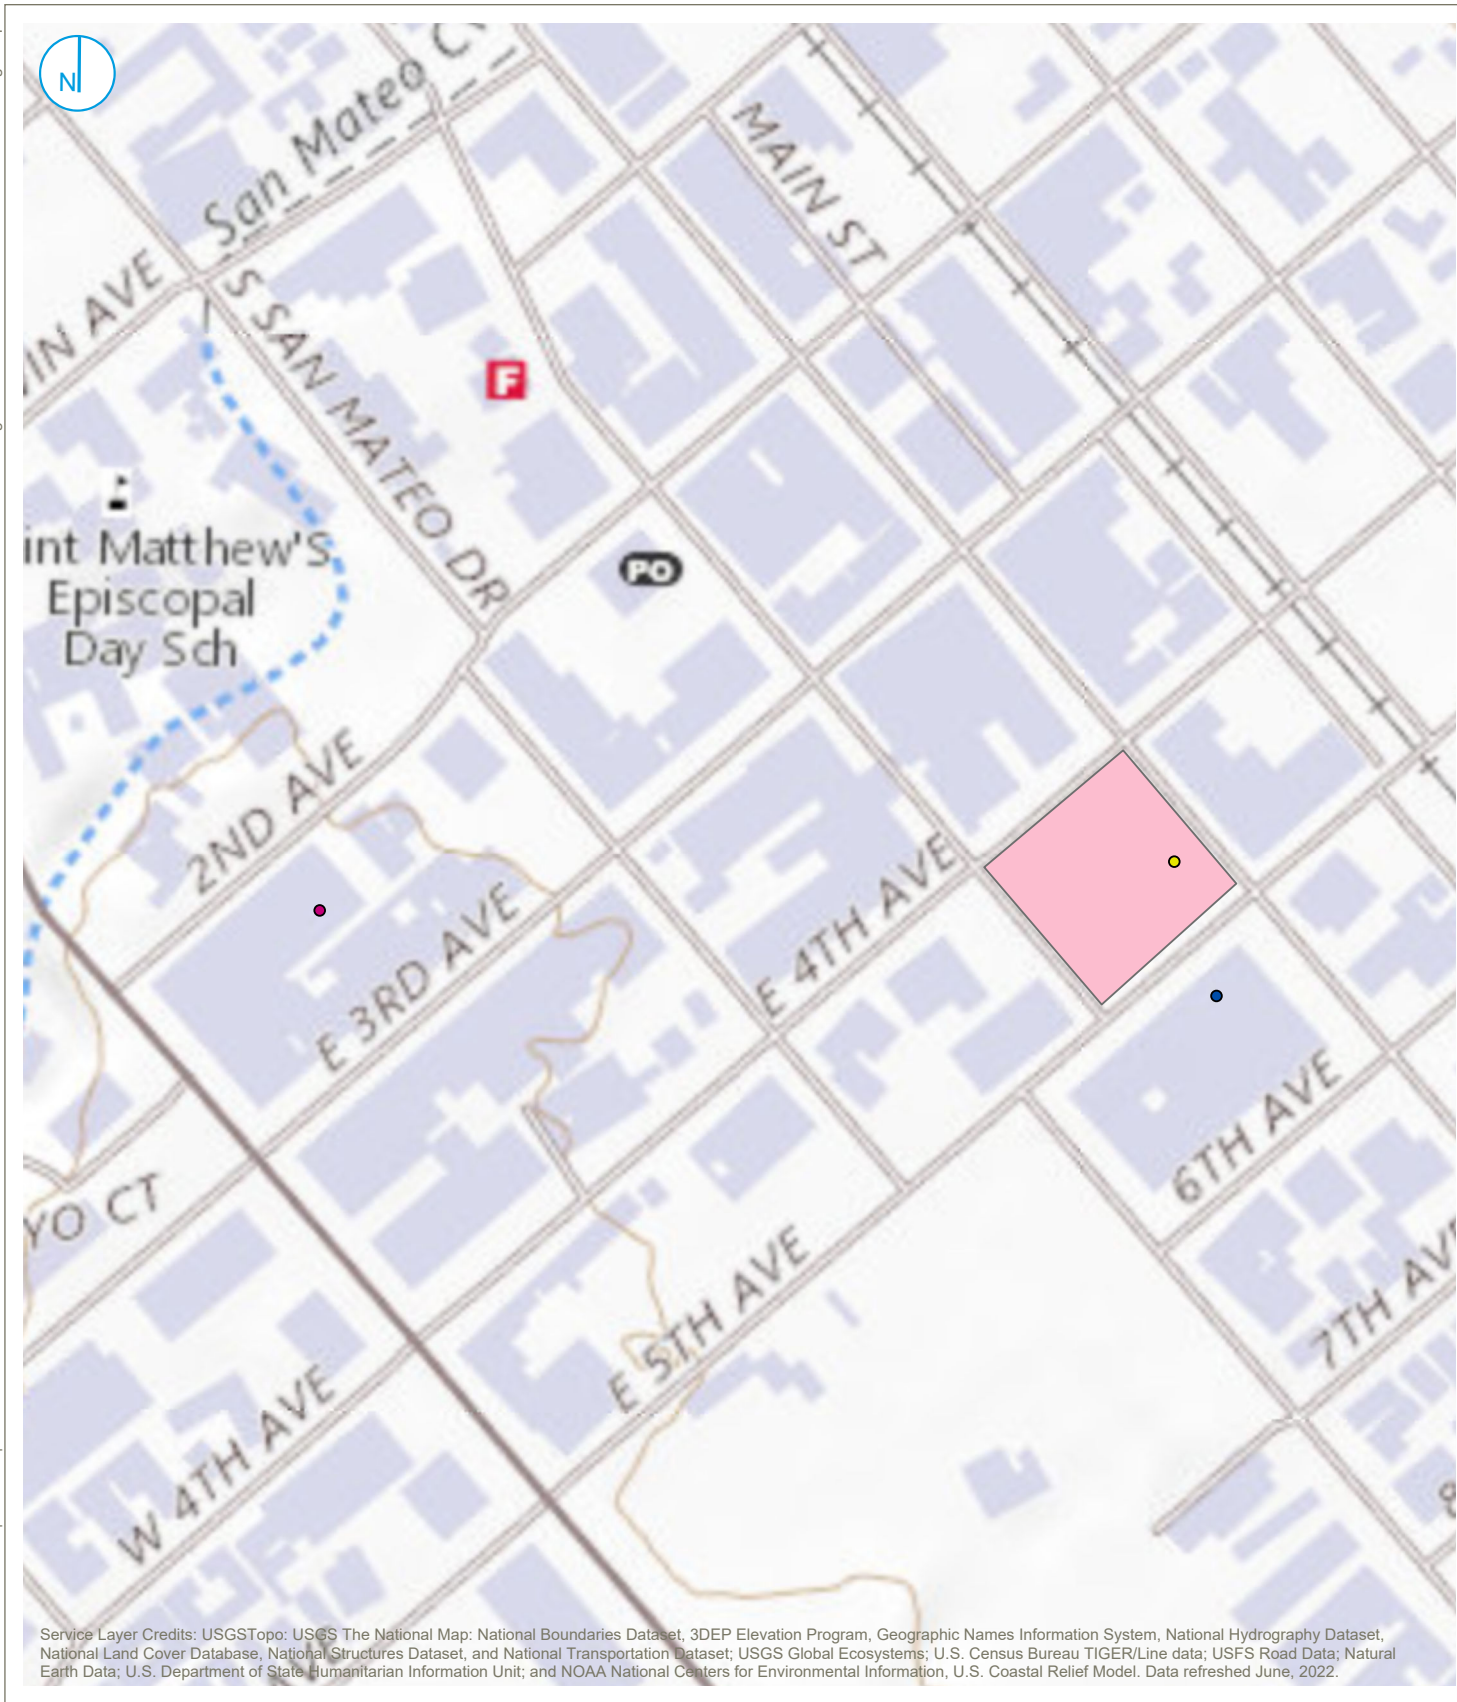 N
San Mateo C
MAIN ST
S SAN MATEO DR
F
PO
int Matthew'S
Episcopal
Day Sch
2ND AVE
E 3RD AVE
E 4TH AVE
6TH AVE
YO CT
E 5TH AVE
7TH AVE
W 4TH AVE
8
AVE
Service Layer Credits: USGSTopo: USGS The National Map: National Boundaries Dataset, 3DEP Elevation Program, Geographic Names Information System, National Hydrography Dataset,
National Land Cover Database, National Structures Dataset, and National Transportation Dataset; USGS Global Ecosystems; U.S. Census Bureau TIGER/Line data; USFS Road Data; Natural
Earth Data; U.S. Department of State Humanitarian Information Unit; and NOAA National Centers for Environmental Information, U.S. Coastal Relief Model. Data refreshed June, 2022.